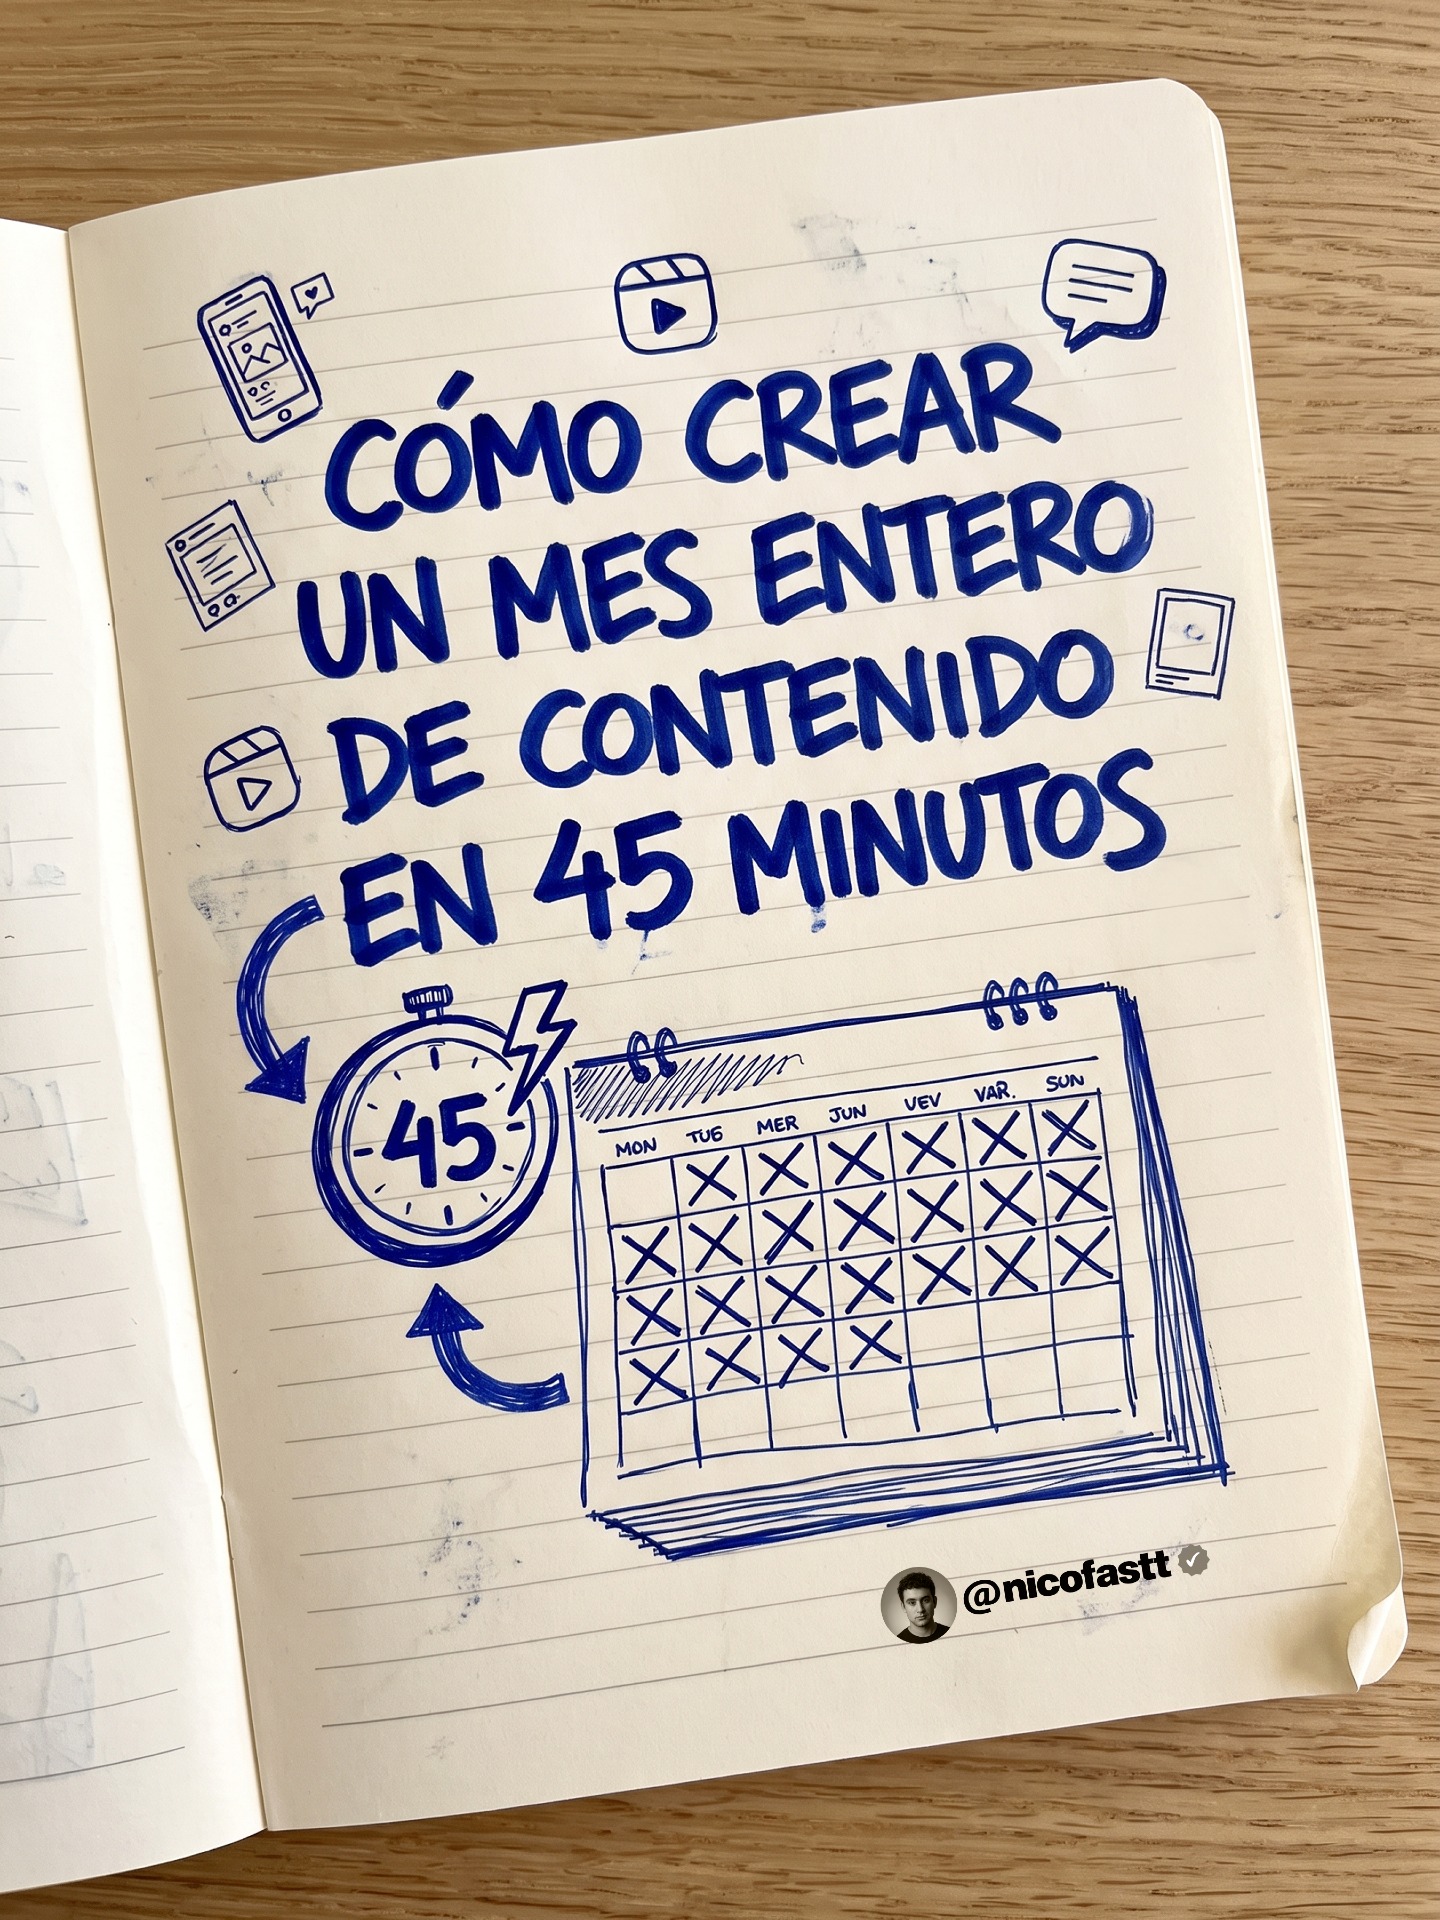 CÓMO CREAR
UN MES ENTERO
DE CONTENIDO
EN 45 MINUTOS
45
MON TUE MER JUN VEV VAR. SUN
@nicofastt